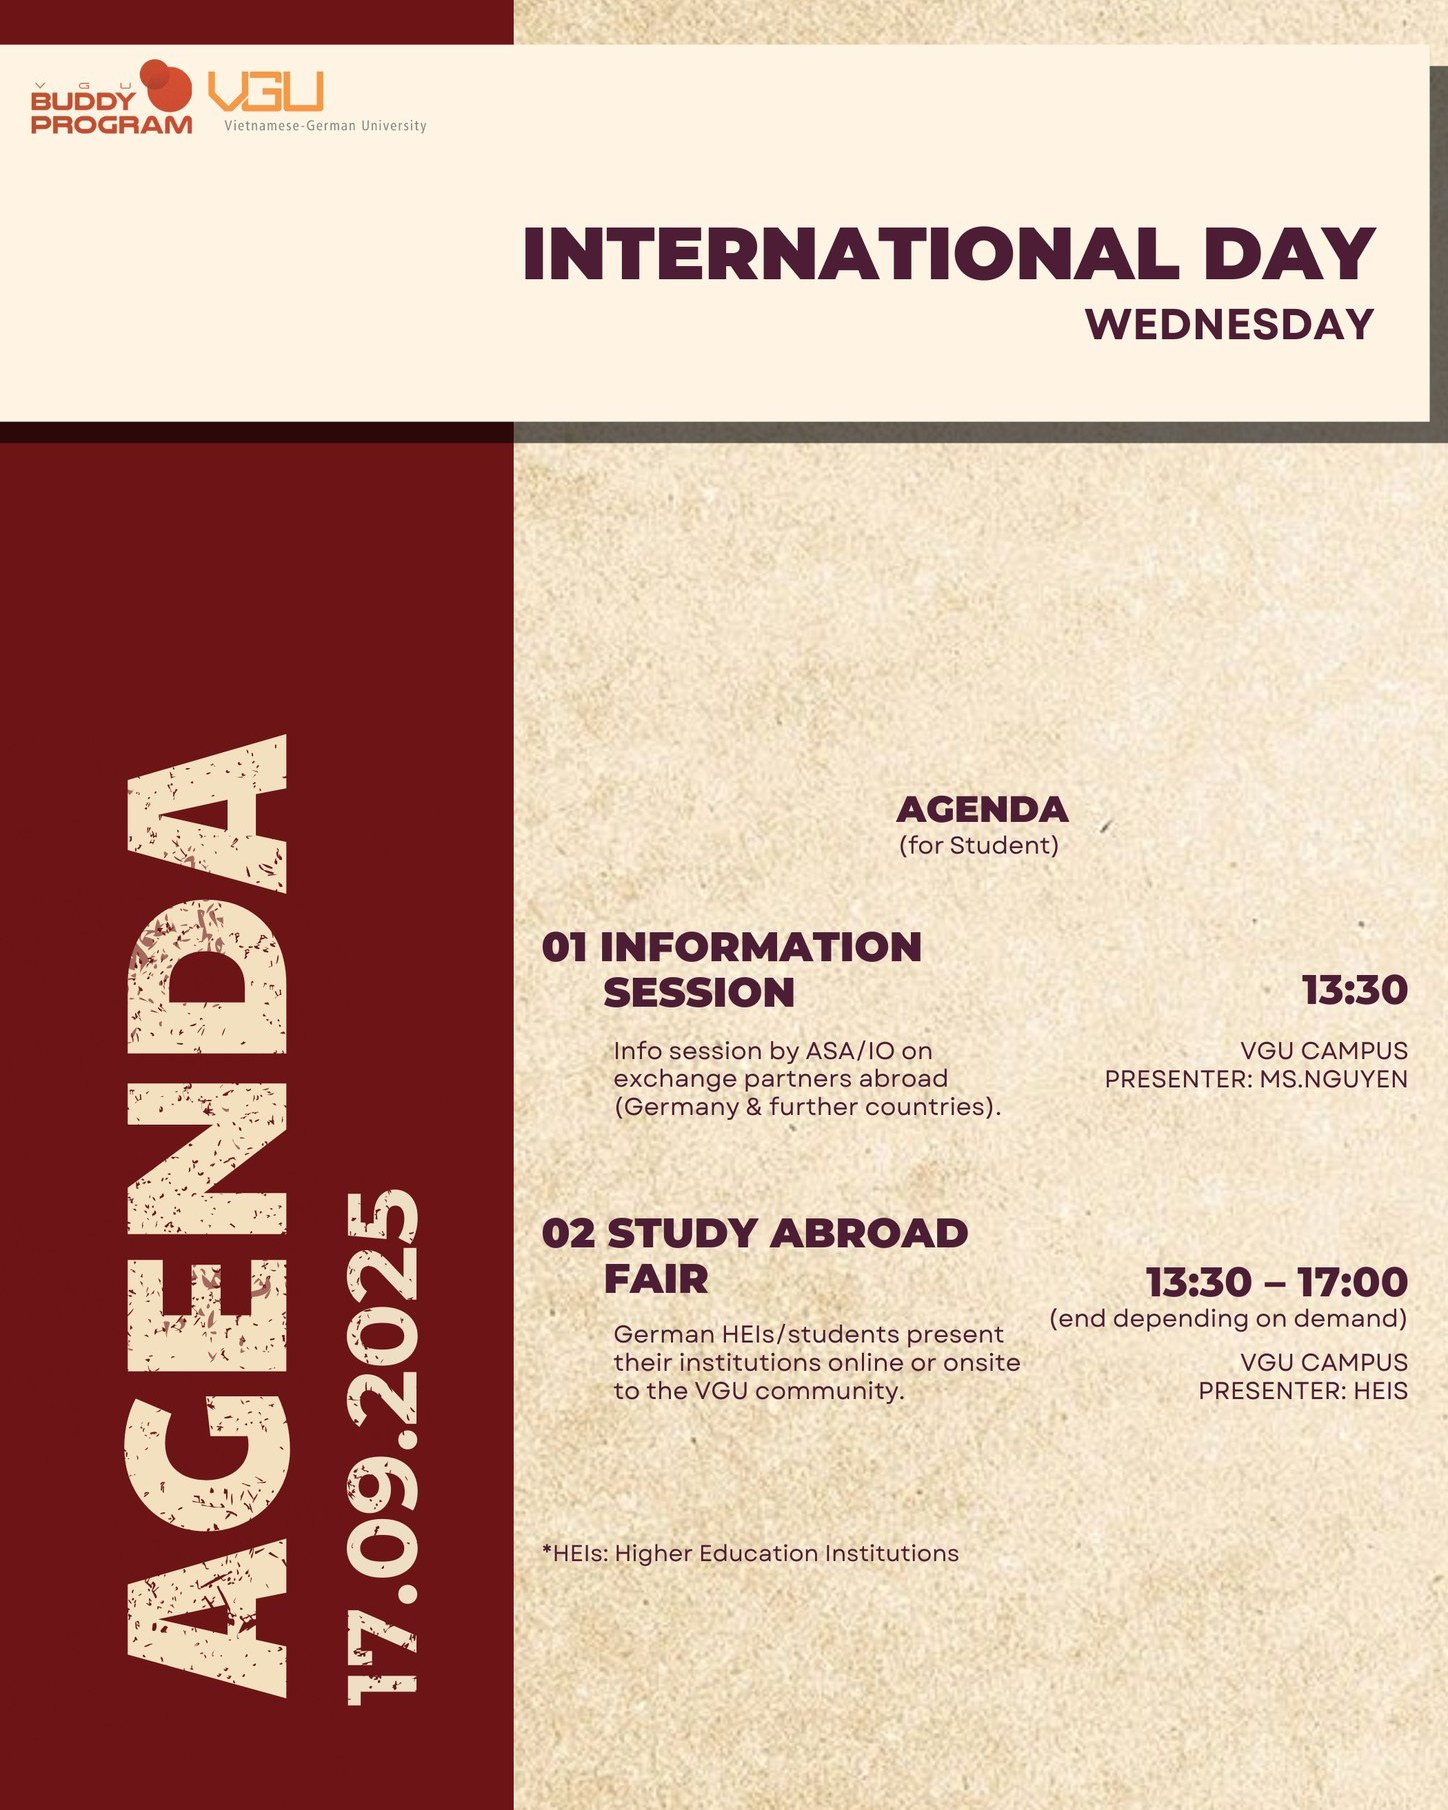 V G U
BUDDY
PROGRAM
VGU
Vietnamese-German University
INTERNATIONAL DAY
WEDNESDAY
AGENDA
17.09.2025
AGENDA
(for Student)
01 INFORMATION
SESSION
13:30
Info session by ASA/IO on
exchange partners abroad
(Germany & further countries).
VGU CAMPUS
PRESENTER: MS.NGUYEN
02 STUDY ABROAD
FAIR
13:30 – 17:00
(end depending on demand)
German HEIs/students present
their institutions online or onsite
to the VGU community.
VGU CAMPUS
PRESENTER: HEIS
*HEIs: Higher Education Institutions